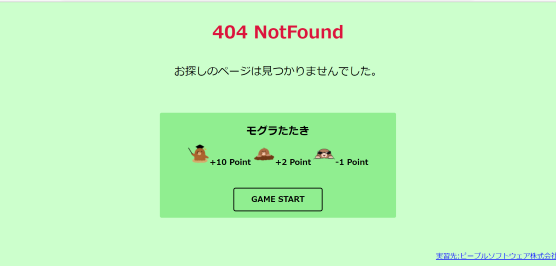 404 NotFound
お探しのページは見つかりませんでした。
モグラたたき
+10 Point +2 Point -1 Point
GAME START
実習先:ピープルソフトウェア株式会社